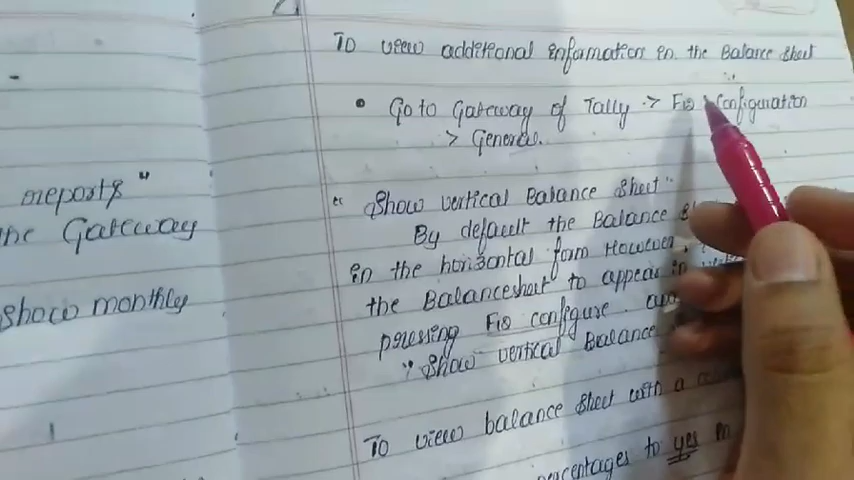 To view additional information in the Balance sheet
• Go to Gateway of Tally > F12 > Configuration
> General.
reports"
the Gateway
show monthly
" Show vertical Balance Sheet"
By default the Balance
in the horizontal form However,
the Balancesheet to appear in
pressing F12 configure. and
"Show vertical Balance
To view balance sheet with a
percentages to yes in